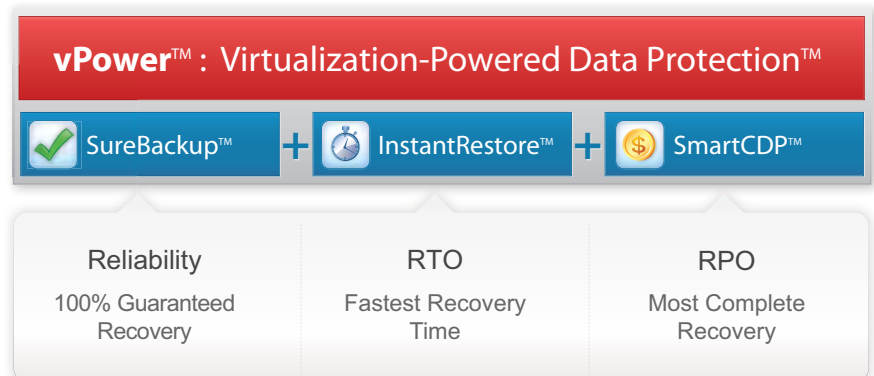 vPower™ : Virtualization-Powered Data Protection™
SureBackup™ + InstantRestore™ + SmartCDP™
Reliability
100% Guaranteed
Recovery
RTO
Fastest Recovery
Time
RPO
Most Complete
Recovery